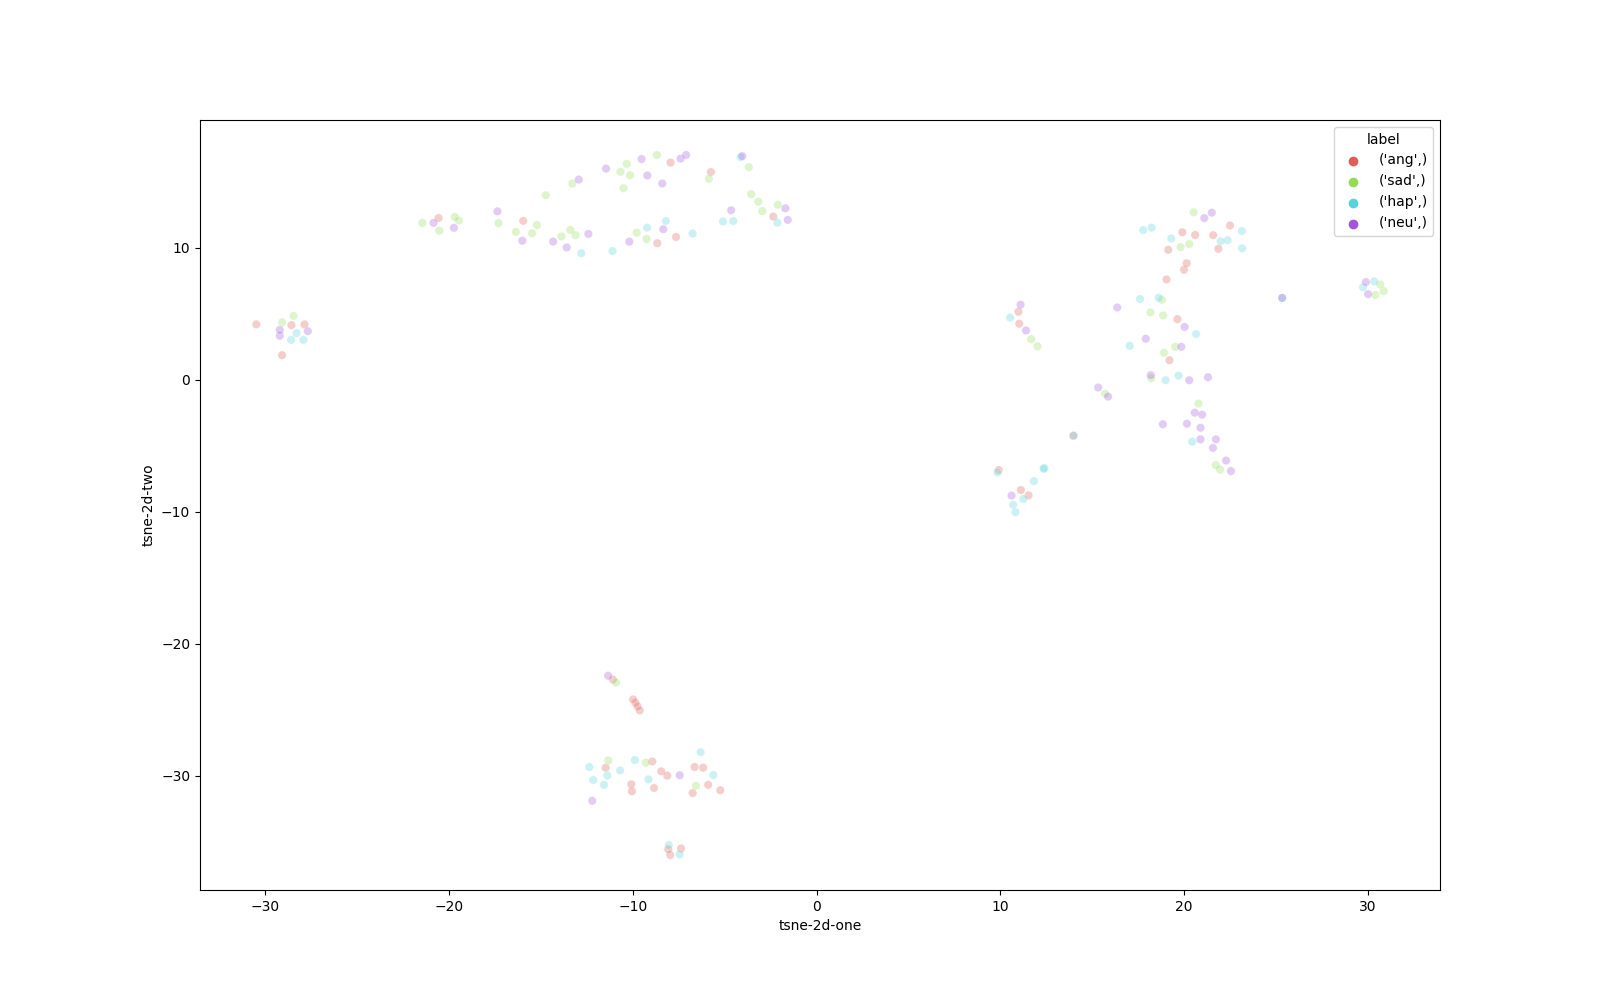 label
('ang',)
('sad',)
('hap',)
('neu',)
10
0
−10
−20
−30
tsne-2d-two
−30
−20
−10
0
10
20
30
tsne-2d-one